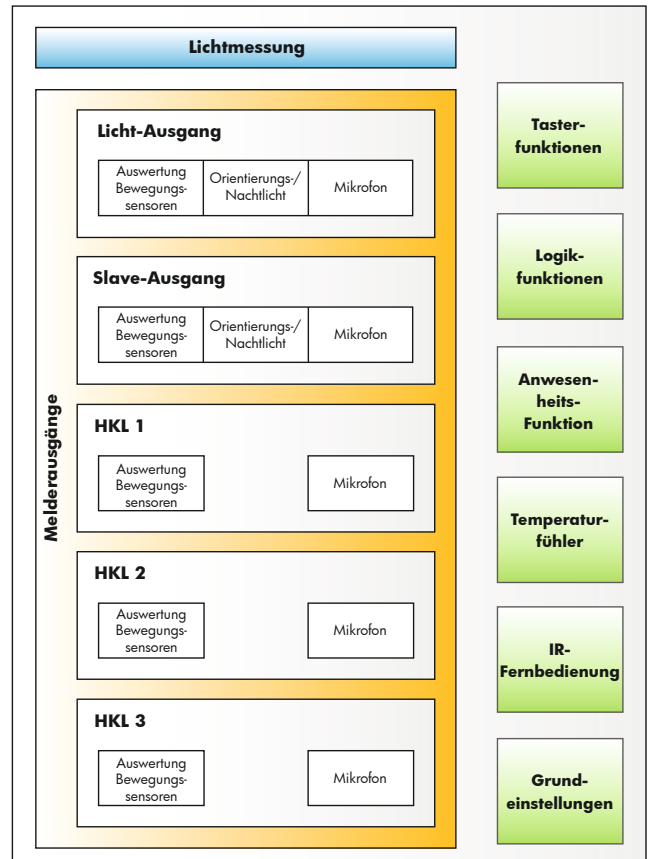 Lichtmessung
Melderausgänge
Licht-Ausgang
Auswertung
Bewegungs-
sensoren
Orientierungs-/
Nachtlicht
Mikrofon
Slave-Ausgang
Auswertung
Bewegungs-
sensoren
Orientierungs-/
Nachtlicht
Mikrofon
HKL 1
Auswertung
Bewegungs-
sensoren
Mikrofon
HKL 2
Auswertung
Bewegungs-
sensoren
Mikrofon
HKL 3
Auswertung
Bewegungs-
sensoren
Mikrofon
Taster-
funktionen
Logik-
funktionen
Anwesen-
heits-
Funktion
Temperatur-
fühler
IR-
Fernbedienung
Grund-
einstellungen